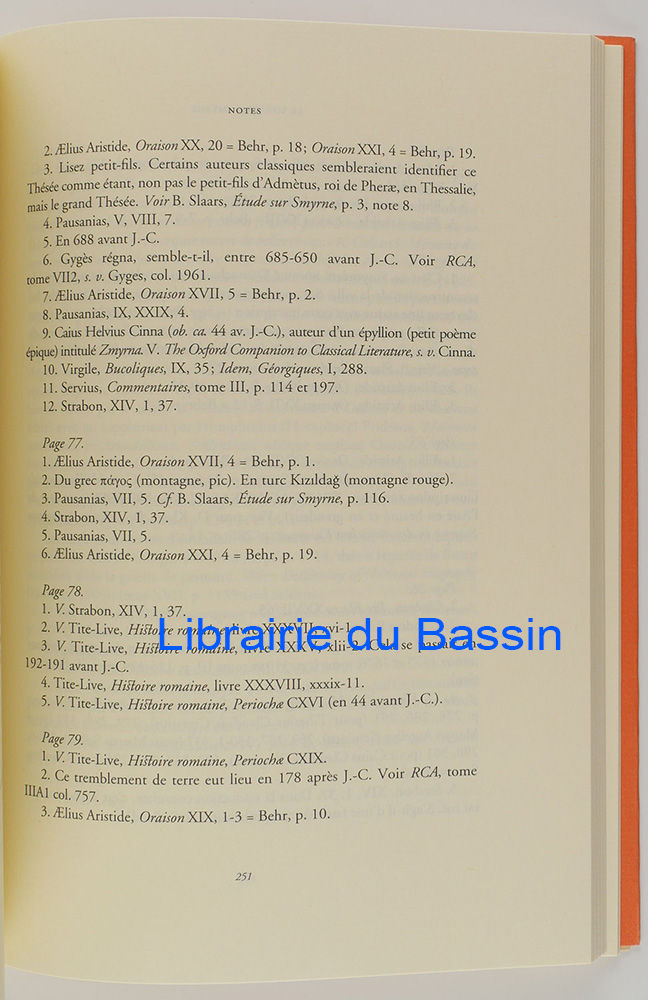 NOTES
2. Ælius Aristide, Oraison XX, 20 = Behr, p. 18; Oraison XXI, 4 = Behr, p. 19.
3. Lisez petit-fils. Certains auteurs classiques sembleraient identifier ce
Thésée comme étant, non pas le petit-fils d'Admètus, roi de Pheræ, en Thessalie,
mais le grand Thésée. Voir B. Slaars, Étude sur Smyrne, p. 3, note 8.
4. Pausanias, V, VIII, 7.
5. En 688 avant J.-C.
6. Gygès régna, semble-t-il, entre 685-650 avant J.-C. Voir RCA,
tome VII2, s. v. Gyges, col. 1961.
7. Ælius Aristide, Oraison XVII, 5 = Behr, p. 2.
8. Pausanias, IX, XXIX, 4.
9. Caius Helvius Cinna (ob. ca. 44 av. J.-C.), auteur d'un épyllion (petit poème
épique) intitulé Zmyrna. V. The Oxford Companion to Classical Literature, s. v. Cinna.
10. Virgile, Bucoliques, IX, 35; Idem, Géorgiques, I, 288.
11. Servius, Commentaires, tome III, p. 114 et 197.
12. Strabon, XIV, 1, 37.
Page 77.
1. Ælius Aristide, Oraison XVII, 4 = Behr, p. 1.
2. Du grec πάγος (montagne, pic). En turc Kızıldağ (montagne rouge).
3. Pausanias, VII, 5. Cf. B. Slaars, Étude sur Smyrne, p. 116.
4. Strabon, XIV, 1, 37.
5. Pausanias, VII, 5.
6. Ælius Aristide, Oraison XXI, 4 = Behr, p. 19.
Page 78.
1. V. Strabon, XIV, 1, 37.
2. V. Tite-Live, Histoire romaine, livre XXXVII, xvi-1.
Librairie du Bassin
3. V. Tite-Live, Histoire romaine, livre XXXV, xlii-2. Cela se passait en
192-191 avant J.-C.
4. Tite-Live, Histoire romaine, livre XXXVIII, xxxix-11.
5. V. Tite-Live, Histoire romaine, Periochæ CXVI (en 44 avant J.-C.).
Page 79.
1. V. Tite-Live, Histoire romaine, Periochæ CXIX.
2. Ce tremblement de terre eut lieu en 178 après J.-C. Voir RCA, tome
IIIA1 col. 757.
3. Ælius Aristide, Oraison XIX, 1-3 = Behr, p. 10.
251